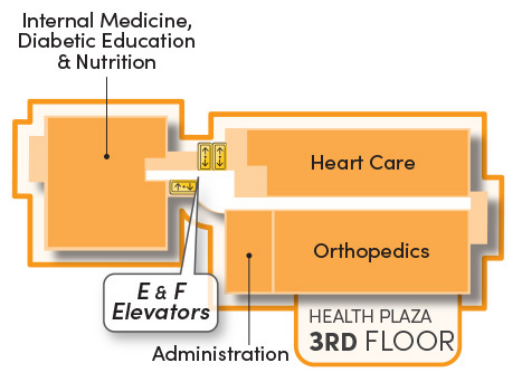 Internal Medicine,
Diabetic Education
& Nutrition
Heart Care
Orthopedics
E & F
Elevators
Administration
HEALTH PLAZA
3RD FLOOR